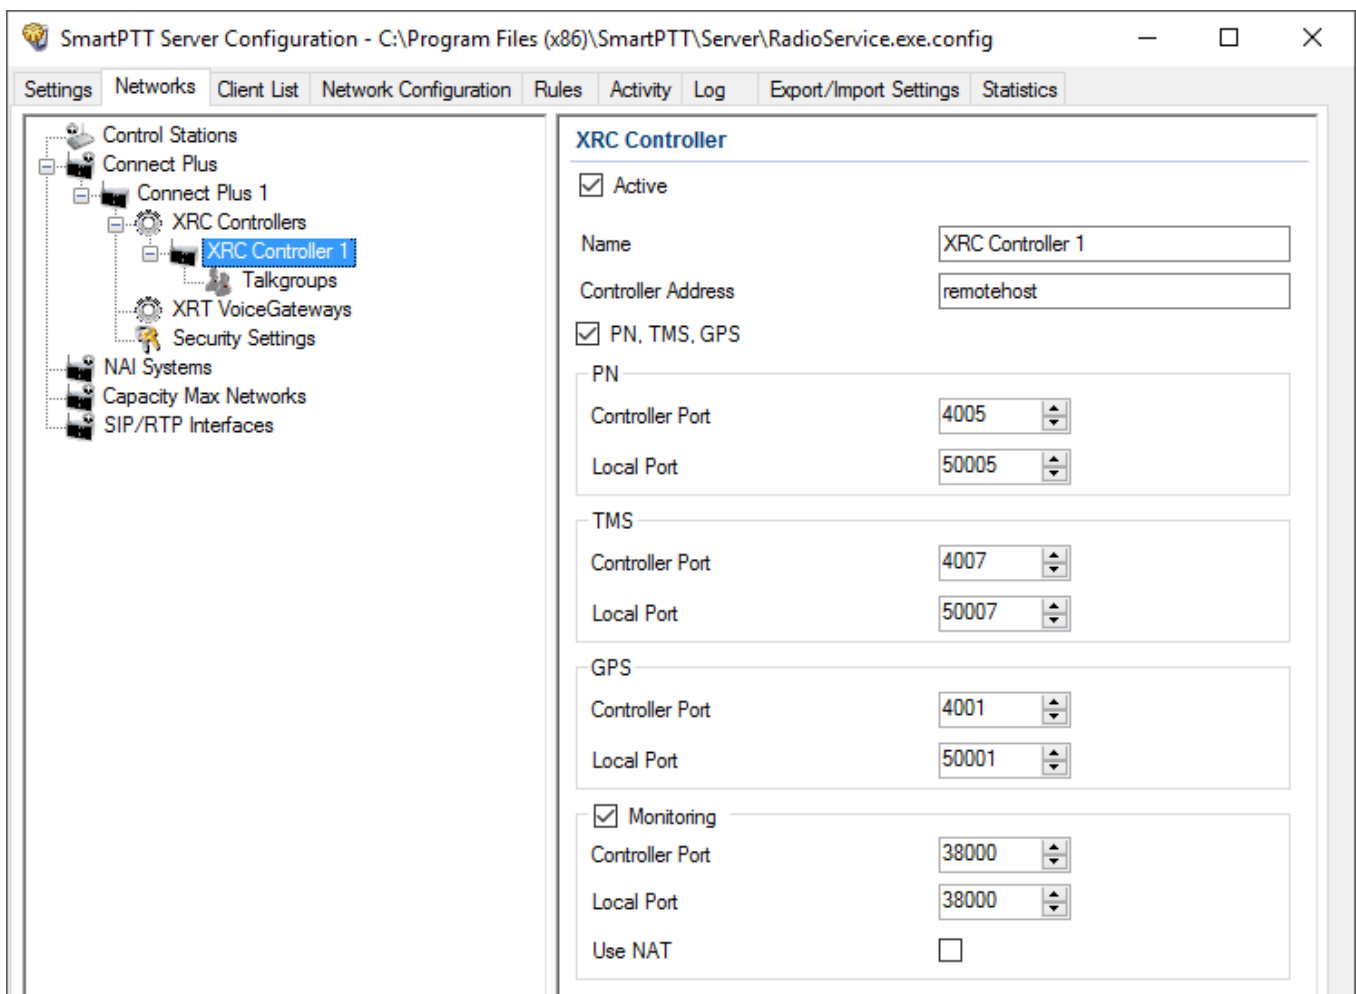 SmartPTT Server Configuration - C:\Program Files (x86)\SmartPTT\Server\RadioService.exe.config
Settings Networks Client List Network Configuration Rules Activity Log Export/Import Settings Statistics
Control Stations
Connect Plus
Connect Plus 1
XRC Controllers
XRC Controller 1
Talkgroups
XRT VoiceGateways
Security Settings
NAI Systems
Capacity Max Networks
SIP/RTP Interfaces
XRC Controller
Active
Name XRC Controller 1
Controller Address remotehost
PN, TMS, GPS
PN
Controller Port 4005
Local Port 50005
TMS
Controller Port 4007
Local Port 50007
GPS
Controller Port 4001
Local Port 50001
Monitoring
Controller Port 38000
Local Port 38000
Use NAT